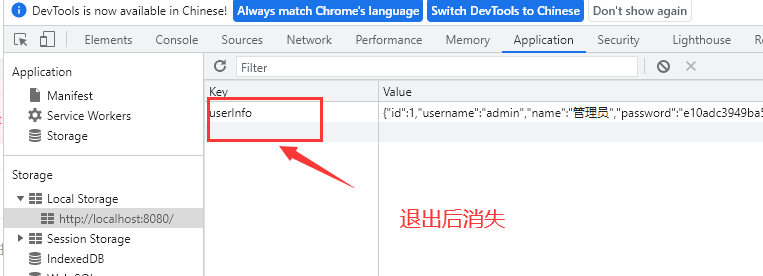 DevTools is now available in Chinese! Always match Chrome's language Switch DevTools to Chinese Don't show again
Elements Console Sources Network Performance Memory Application Security Lighthouse
Application
Manifest
Service Workers
Storage
Storage
Local Storage
http://localhost:8080/
Session Storage
IndexedDB
Filter
Key Value
userInfo {"id":1,"username":"admin","name":"管理员","password":"e10adc3949ba5
退出后消失